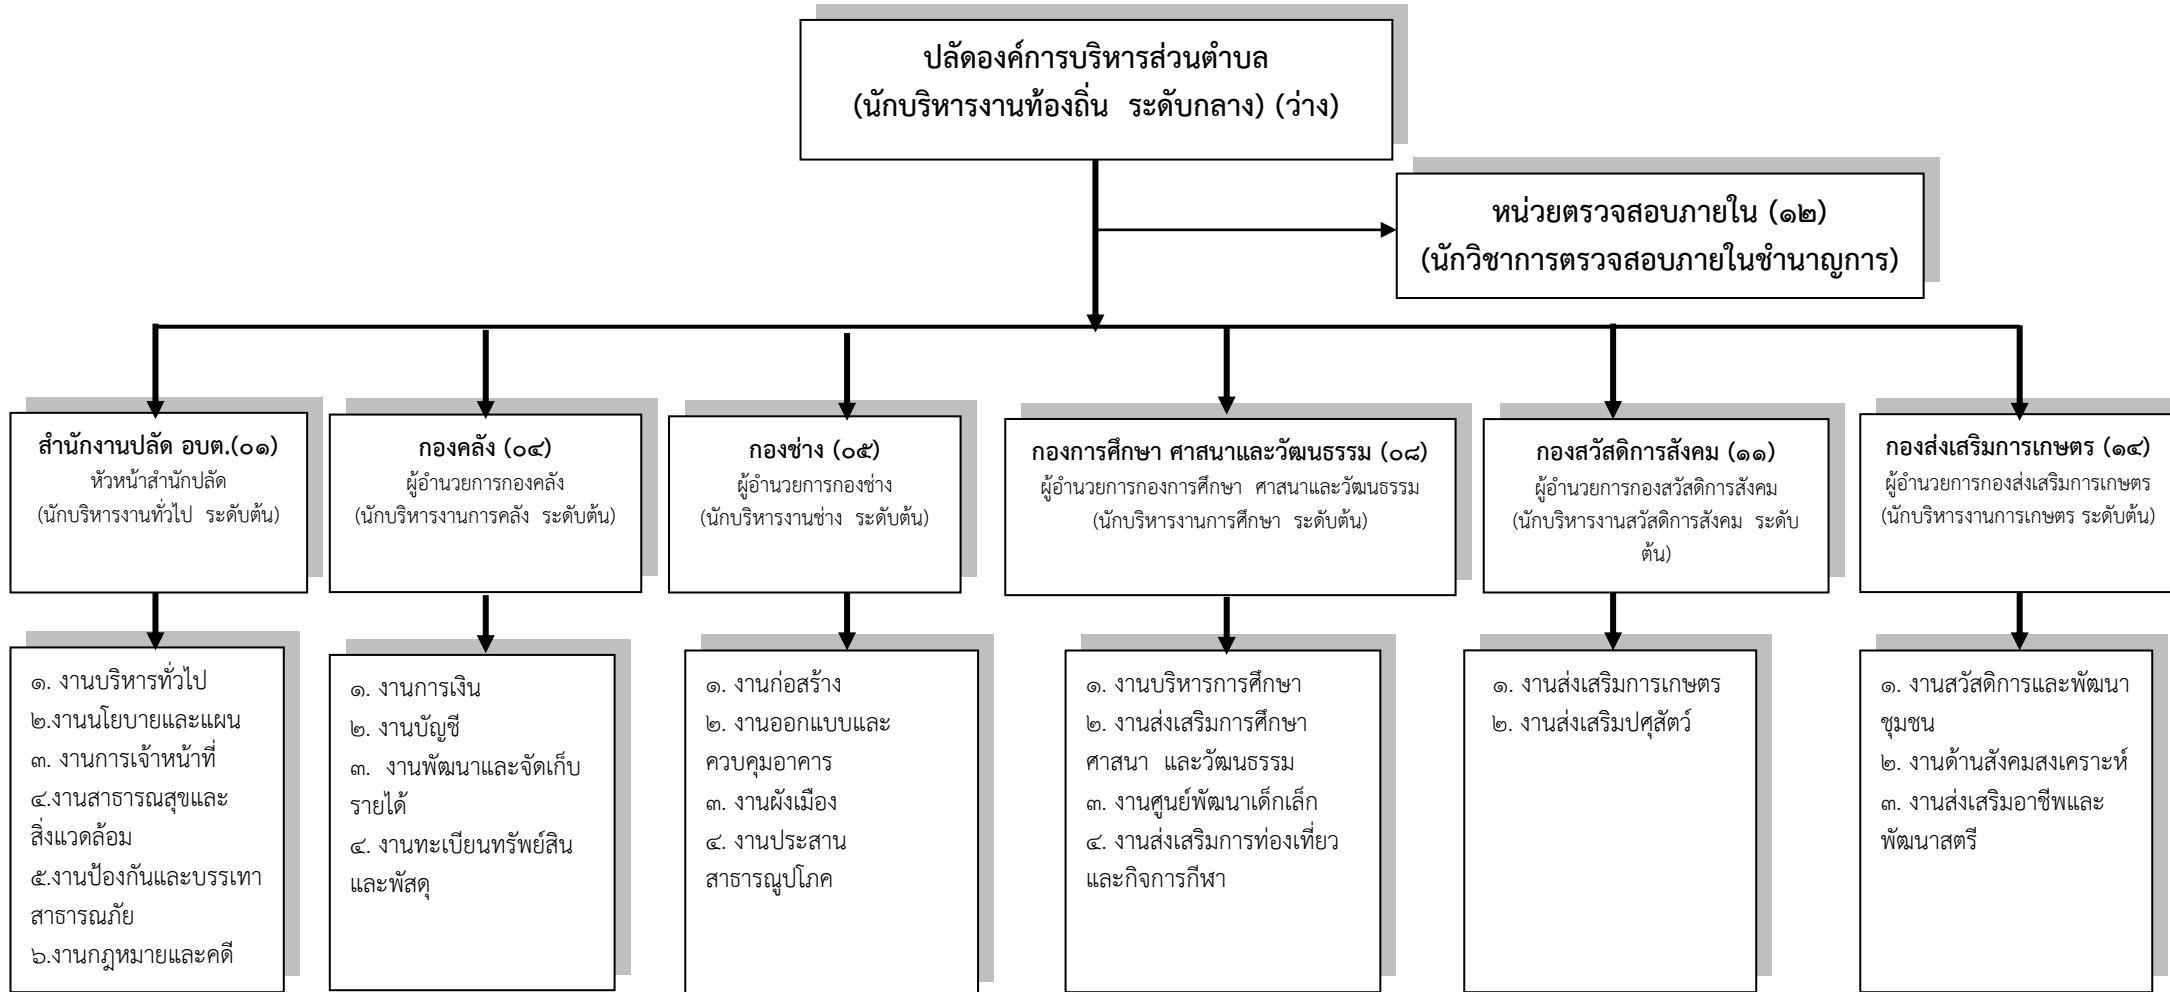 ปลัดองค์การบริหารส่วนตำบล
(นักบริหารงานท้องถิ่น  ระดับกลาง) (ว่าง)
หน่วยตรวจสอบภายใน (๑๒)
(นักวิชาการตรวจสอบภายในชำนาญการ)
สำนักงานปลัด อบต.(๐๑)
หัวหน้าสำนักปลัด
(นักบริหารงานทั่วไป  ระดับต้น)
กองคลัง (๐๔)
ผู้อำนวยการกองคลัง
(นักบริหารงานการคลัง  ระดับต้น)
กองช่าง (๐๕)
ผู้อำนวยการกองช่าง
(นักบริหารงานช่าง  ระดับต้น)
กองการศึกษา ศาสนาและวัฒนธรรม (๐๘)
ผู้อำนวยการกองการศึกษา  ศาสนาและวัฒนธรรม
(นักบริหารงานการศึกษา  ระดับต้น)
กองสวัสดิการสังคม (๑๑)
ผู้อำนวยการกองสวัสดิการสังคม
(นักบริหารงานสวัสดิการสังคม  ระดับ
ต้น)
กองส่งเสริมการเกษตร (๑๔)
ผู้อำนวยการกองส่งเสริมการเกษตร
(นักบริหารงานการเกษตร ระดับต้น)
๑. งานบริหารทั่วไป
๒.งานนโยบายและแผน
๓. งานการเจ้าหน้าที่
๔.งานสาธารณสุขและ
สิ่งแวดล้อม
๕.งานป้องกันและบรรเทา
สาธารณภัย
๖.งานกฎหมายและคดี
๑. งานการเงิน
๒. งานบัญชี
๓.  งานพัฒนาและจัดเก็บ
รายได้
๔. งานทะเบียนทรัพย์สิน
และพัสดุ
๑. งานก่อสร้าง
๒. งานออกแบบและ
ควบคุมอาคาร
๓. งานผังเมือง
๔. งานประสาน
สาธารณูปโภค
๑. งานบริหารการศึกษา
๒. งานส่งเสริมการศึกษา
ศาสนา  และวัฒนธรรม
๓. งานศูนย์พัฒนาเด็กเล็ก
๔. งานส่งเสริมการท่องเที่ยว
และกิจการกีฬา
๑. งานส่งเสริมการเกษตร
๒. งานส่งเสริมปศุสัตว์
๑. งานสวัสดิการและพัฒนา
ชุมชน
๒. งานด้านสังคมสงเคราะห์
๓. งานส่งเสริมอาชีพและ
พัฒนาสตรี